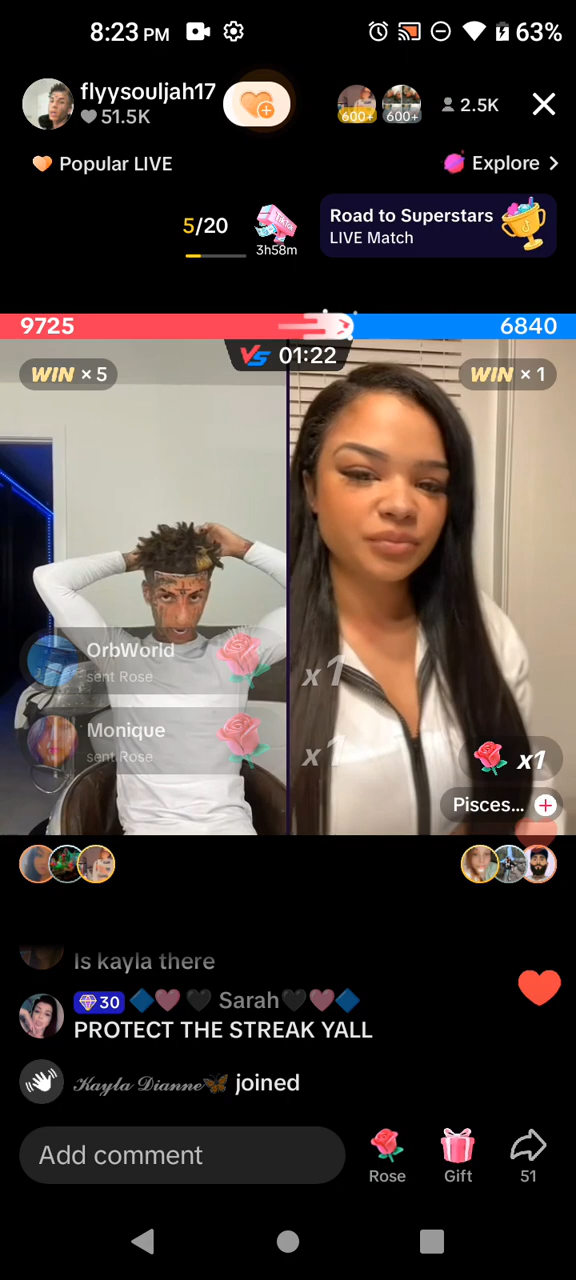 8:23 PM
63%
flyysouljah17
51.5K
600+
600+
2.5K
Popular LIVE
Explore >
5/20
TikTok
3h58m
Road to Superstars
LIVE Match
9725
6840
VS 01:22
WIN × 5
WIN × 1
OrbWorld
sent Rose
x1
Monique
sent Rose
x1
x1
Pisces...
Is kayla there
30 Sarah
PROTECT THE STREAK YALL
𝒦𝒶𝓎𝓁𝒶 𝒟𝒾𝒶𝓃𝓃𝑒 joined
Add comment
Rose
Gift
51